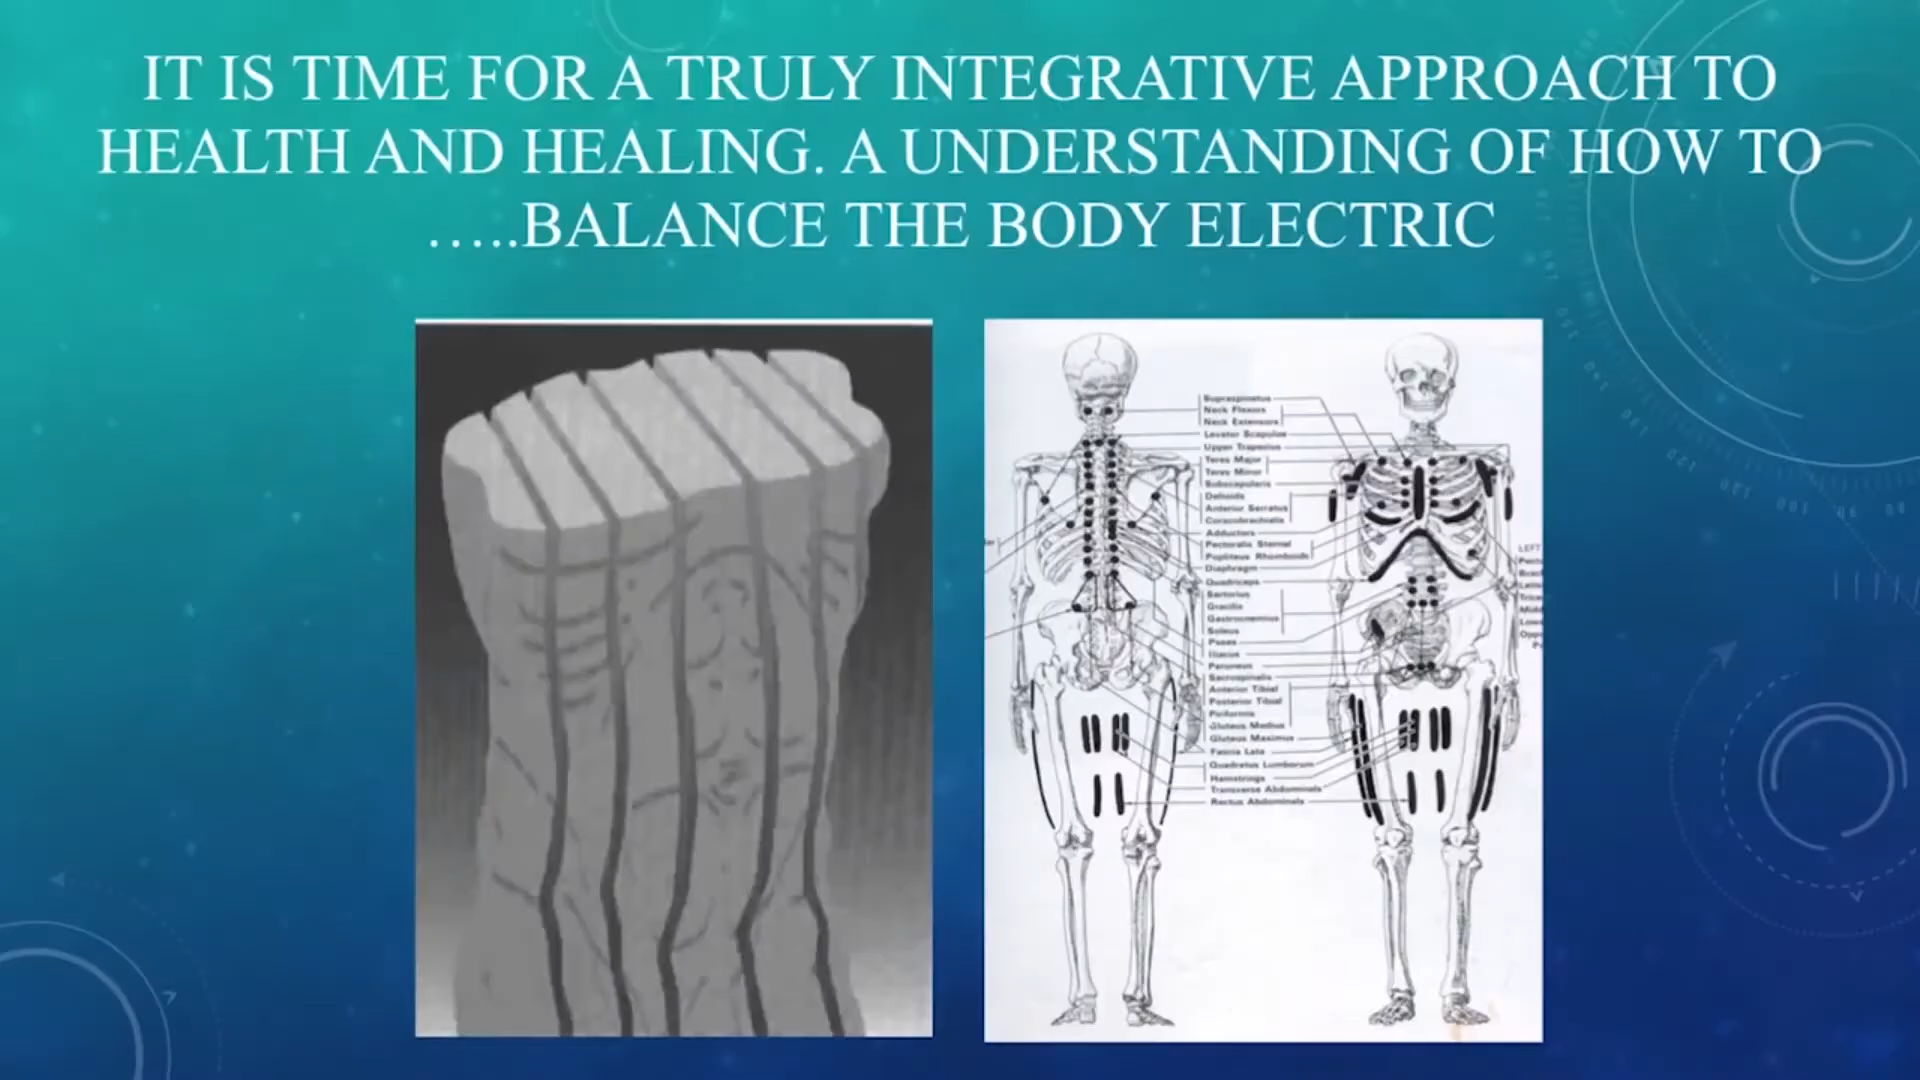 IT IS TIME FOR A TRULY INTEGRATIVE APPROACH TO
HEALTH AND HEALING. A UNDERSTANDING OF HOW TO
.....BALANCE THE BODY ELECTRIC
Supraspinatus
Neck Flexors
Neck Extensors
Levator Scapulae
Upper Trapezius
Teres Major
Teres Minor
Subscapularis
Deltoids
Anterior Serratus
Coracobrachialis
Adductors
Pectoralis Sternal
Popliteus Rhomboids
Diaphragm
Quadriceps
Sartorius
Gracilis
Gastrocnemius
Soleus
Psoas
Iliacus
Peroneus
Sacrospinalis
Anterior Tibial
Posterior Tibial
Piriformis
Gluteus Medius
Gluteus Maximus
Fascia Lata
Quadratus Lumborum
Hamstrings
Transverse Abdominals
Rectus Abdominals
LEFT